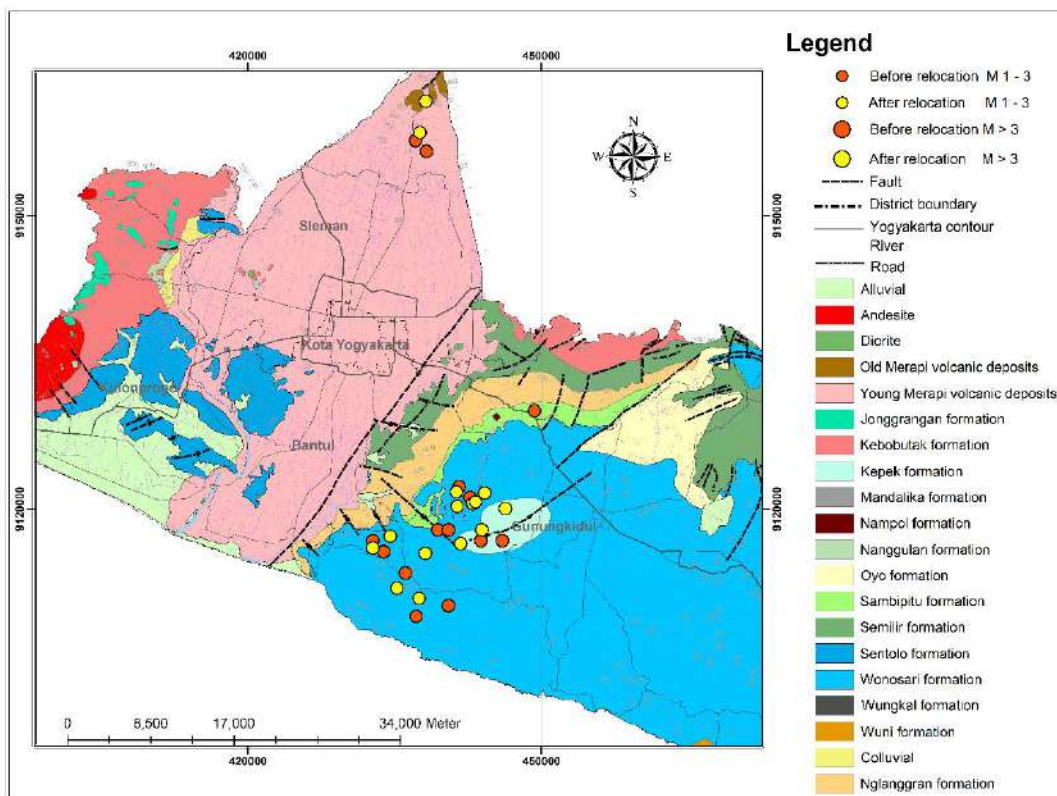 Legend
Before relocation M 1 - 3
After relocation M 1 - 3
Before relocation M > 3
After relocation M > 3
Fault
District boundary
Yogyakarta contour
River
Road
Alluvial
Andesite
Diorite
Old Merapi volcanic deposits
Young Merapi volcanic deposits
Jonggrangan formation
Kebobutak formation
Kepek formation
Mandalika formation
Nampol formation
Nanggulan formation
Oyo formation
Sambipitu formation
Semilir formation
Sentolo formation
Wonosari formation
Wungkal formation
Wuni formation
Colluvial
Nglanggran formation
420000
450000
N
W
E
S
9150000
9150000
Sleman
Kota Yogyakarta
Bantul
9120000
9120000
Gunungkidul
0
8,500
17,000
34,000 Meter
420000
450000